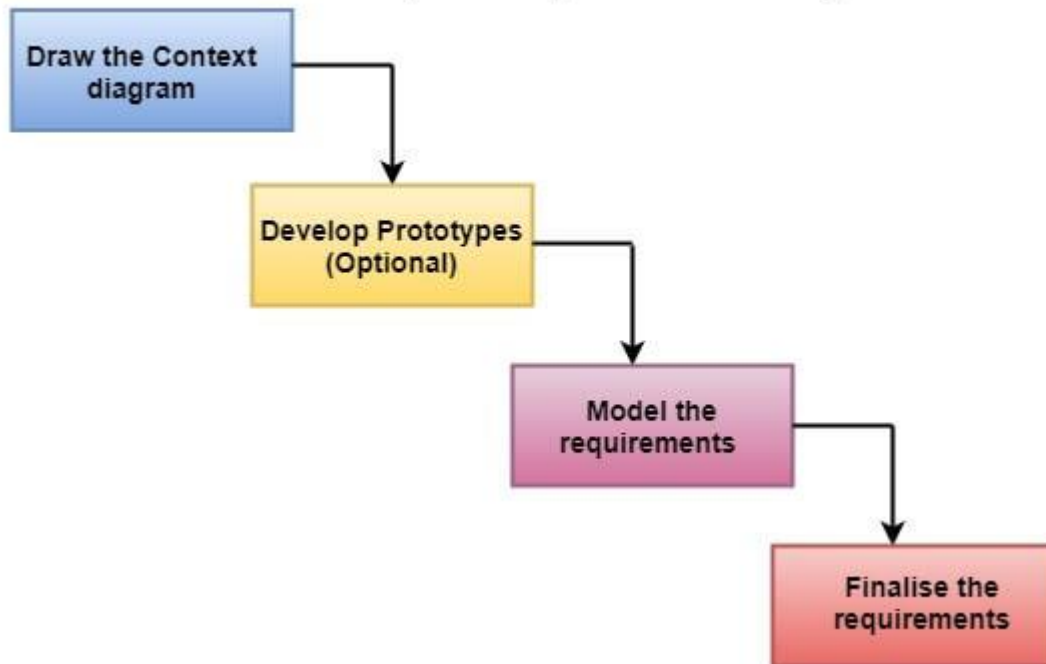 Draw the Context
diagram
Develop Prototypes
(Optional)
Model the
requirements
Finalise the
requirements